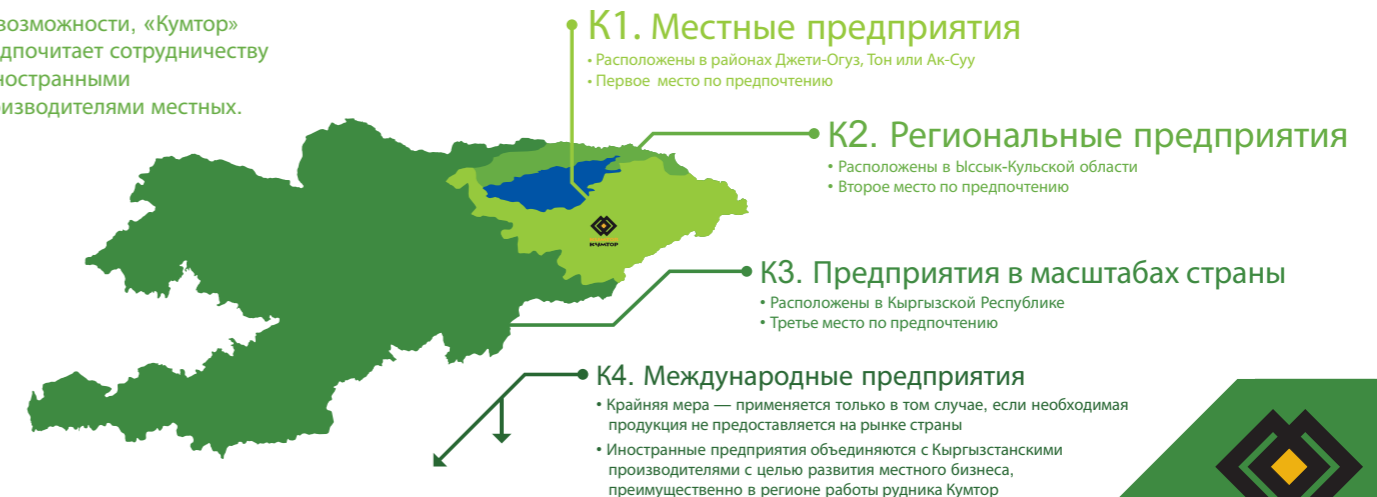 возможности, «Кумтор»
сотрудничеству
местных.
К1. Местные предприятия
• Расположены в районах Джети-Огуз, Тон или Ак-Суу
• Первое место по предпочтению
К2. Региональные предприятия
• Расположены в Ыссык-Кульской области
• Второе место по предпочтению
КУМТОР
К3. Предприятия в масштабах страны
• Расположены в Кыргызской Республике
• Третье место по предпочтению
К4. Международные предприятия
• Крайняя мера — применяется только в том случае, если необходимая
продукция не предоставляется на рынке страны
• Иностранные предприятия объединяются с Кыргызстанскими
производителями с целью развития местного бизнеса,
преимущественно в регионе работы рудника Кумтор